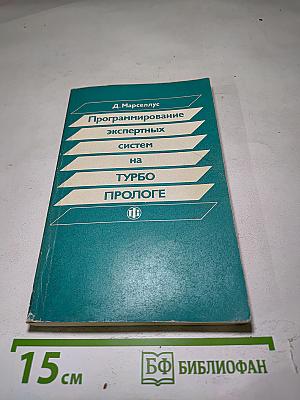 Д. Марселлус
Программирование
экспертных
систем
на
ТУРБО
ПРОЛОГЕ
15 см
БФ БИБЛИОФАН